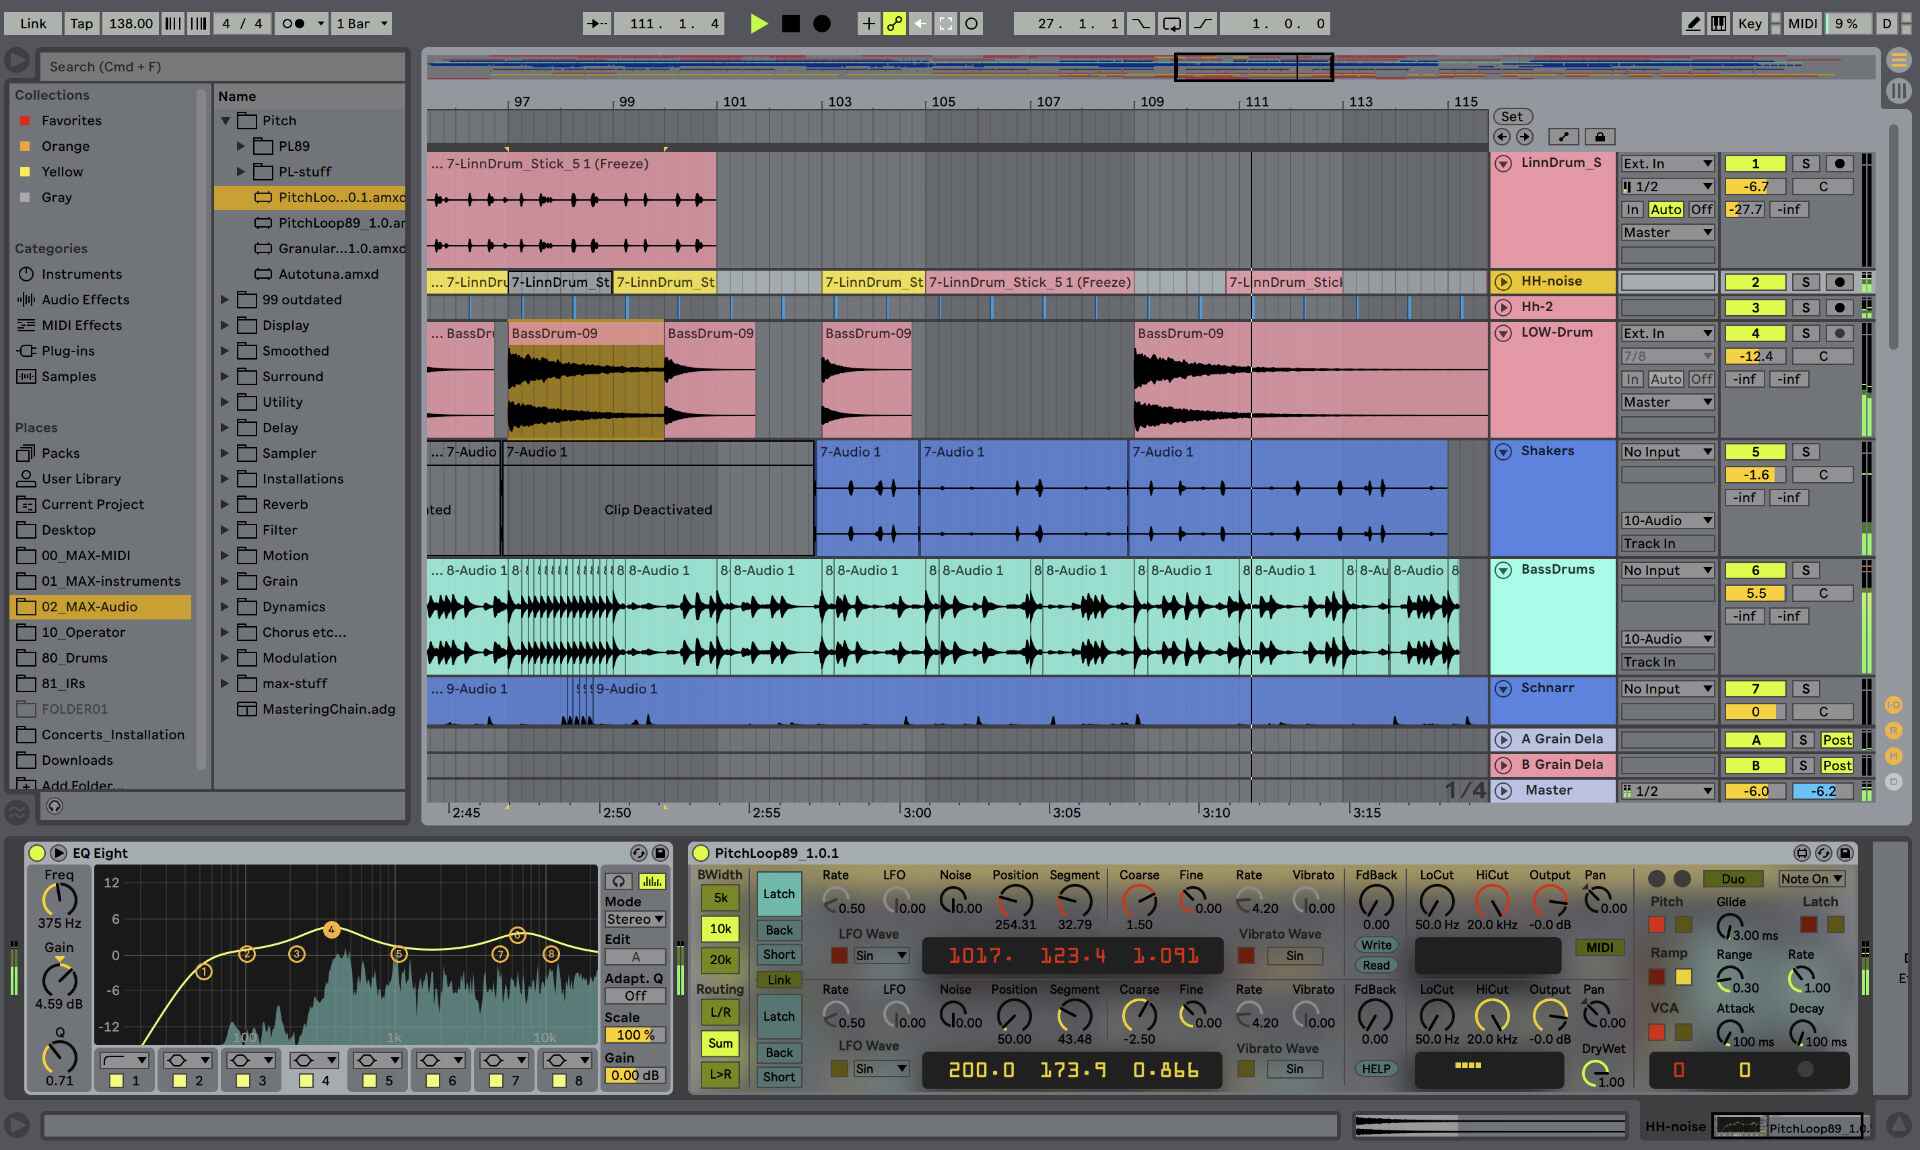 Link Tap 138.00 4 / 4 1 Bar 111. 1. 4 27. 1. 1 1. 0. 0 Key MIDI 9 % D
Search (Cmd + F)
Collections
Favorites
Orange
Yellow
Gray
Categories
Instruments
Audio Effects
MIDI Effects
Plug-ins
Samples
Places
Packs
User Library
Current Project
Desktop
00_MAX-MIDI
01_MAX-instruments
02_MAX-Audio
10_Operator
80_Drums
81_IRs
FOLDER01
Concerts_Installation
Downloads
Add Folder...
Name
Pitch
PL89
PL-stuff
PitchLoo...0.1.amxd
PitchLoop89_1.0.ar
Granular...1.0.amxd
Autotuna.amxd
99 outdated
Display
Smoothed
Surround
Utility
Delay
Sampler
Installations
Reverb
Filter
Motion
Grain
Dynamics
Chorus etc...
Modulation
max-stuff
MasteringChain.adg
97 99 101 103 105 107 109 111 113 115
Set
... 7-LinnDrum_Stick_5 1 (Freeze)
LinnDrum_S Ext. In 1 S
1/2 -6.7 C
In Auto Off -27.7 -inf
Master
... 7-LinnDru 7-LinnDrum_St 7-LinnDrum_St 7-LinnDrum_St 7-LinnDrum_Stick_5 1 (Freeze) 7-LinnDrum_Stick
HH-noise 2 S
Hh-2 3 S
... BassDru BassDrum-09 BassDrum-09 BassDrum-09 BassDrum-09
LOW-Drum Ext. In 4 S
7/8 -12.4 C
In Auto Off -inf -inf
Master
... 7-Audio 7-Audio 1 7-Audio 1 7-Audio 1 7-Audio 1
Shakers No Input 5 S
-1.6 C
-inf -inf
ated Clip Deactivated
10-Audio
Track In
... 8-Audio 1 8 8 8-Audio 1 8 8-Audio 1 8 8-Audio 1 8 8-Audio 1 8 8-Audio 1 8 8-Audio 1 8 8-Audio 1 8 8-Au 8-Audio 8
BassDrums No Input 6 S
5.5 C
-inf -inf
10-Audio
Track In
... 9-Audio 1 9 9 9-Audio 1
Schnarr No Input 7 S
0 C
A Grain Dela A S Post
B Grain Dela B S Post
1/4 Master 1/2 -6.0 -6.2
2:45 2:50 2:55 3:00 3:05 3:10 3:15
EQ Eight
Freq
375 Hz
Gain
4.59 dB
Q
0.71
12
6
0
-6
-12
100 1k 10k
1 2 3 4 5 6 7 8
1 2 3 4 5 6 7 8
Mode
Stereo
Edit
A
Adapt. Q
Off
Scale
100 %
Gain
0.00 dB
PitchLoop89_1.0.1
BWidth
5k
10k
20k
Routing
L/R
Sum
L>R
Latch
Back
Short
Link
Latch
Back
Short
Rate LFO Noise Position Segment Coarse Fine Rate Vibrato FdBack LoCut HiCut Output Pan
0.50 0.00 0.00 254.31 32.79 1.50 0.00 4.20 0.00 0.00 50.0 Hz 20.0 kHz -0.0 dB 0.00
LFO Wave Vibrato Wave Write
Sin 1017. 123.4 1.091 Sin Read MIDI
Rate LFO Noise Position Segment Coarse Fine Rate Vibrato FdBack LoCut HiCut Output Pan
0.50 0.00 0.00 50.00 43.48 -2.50 0.00 4.20 0.00 0.00 50.0 Hz 20.0 kHz -0.0 dB 0.00
LFO Wave Vibrato Wave DryWet
Sin 200.0 173.9 0.866 Sin HELP 1.00
Duo Note On
Pitch Glide Latch
3.00 ms
Ramp Range Rate
0.30 1.00
VCA Attack Decay
100 ms 100 ms
0 0
HH-noise PitchLoop89_1.0.